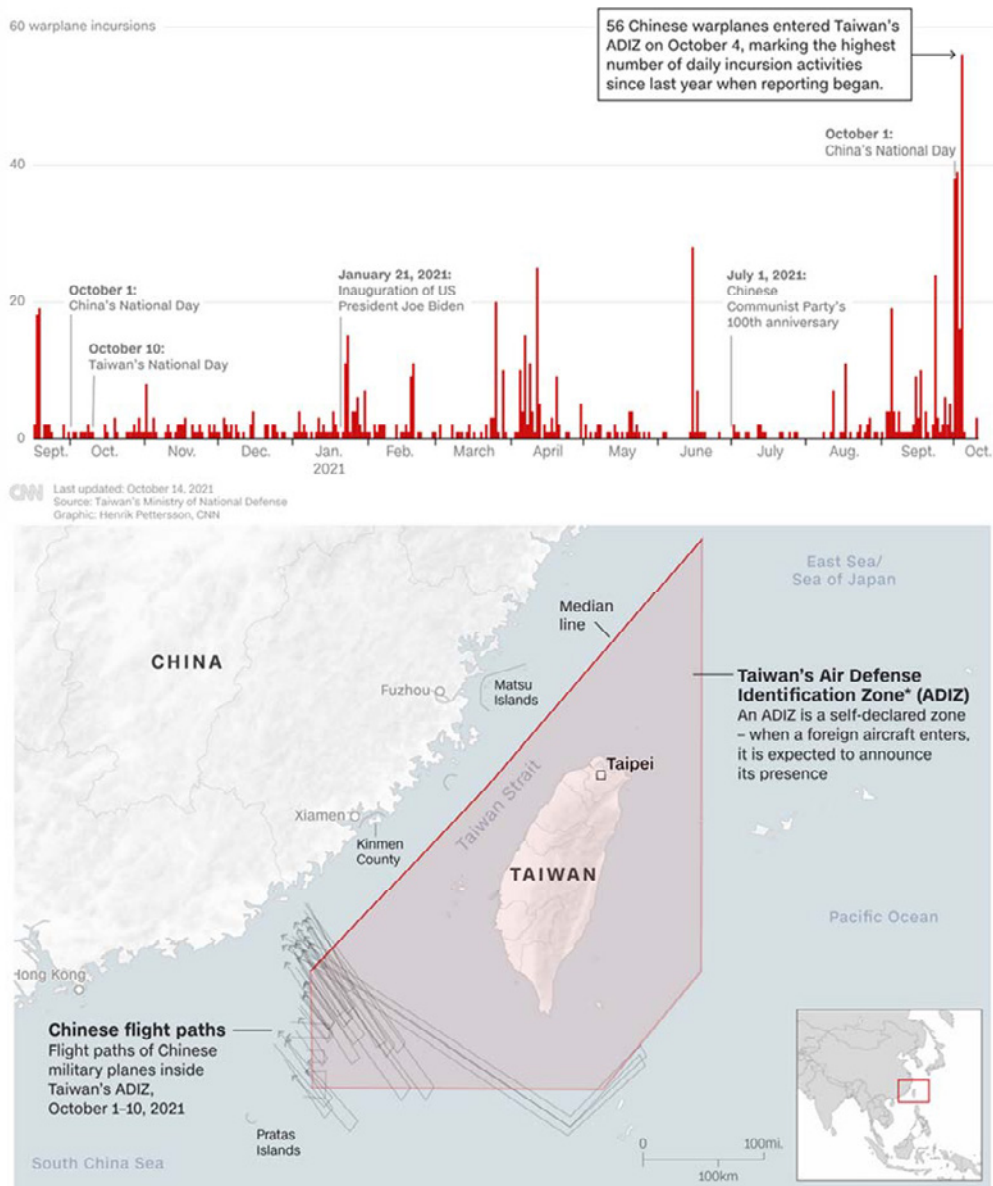 60 warplane incursions
56 Chinese warplanes entered Taiwan's
ADIZ on October 4, marking the highest
number of daily incursion activities
since last year when reporting began.
October 1:
China's National Day
40
January 21, 2021:
Inauguration of US
President Joe Biden
July 1, 2021:
Chinese
Communist Party's
100th anniversary
October 1:
China's National Day
20
October 10:
Taiwan's National Day
0
Sept. Oct. Nov. Dec. Jan. Feb. March April May June July Aug. Sept. Oct.
2021
CNN
Last updated: October 14, 2021
Source: Taiwan's Ministry of National Defense
Graphic: Henrik Pettersson, CNN
East Sea/
Sea of Japan
Median
line
CHINA
Taiwan's Air Defense
Identification Zone* (ADIZ)
An ADIZ is a self-declared zone
– when a foreign aircraft enters,
it is expected to announce
its presence
Fuzhou
Matsu
Islands
Taipei
Taiwan Strait
Xiamen
Kinmen
County
TAIWAN
Pacific Ocean
Hong Kong
Chinese flight paths
Flight paths of Chinese
military planes inside
Taiwan's ADIZ,
October 1–10, 2021
Pratas
Islands
South China Sea
0 100mi.
100km